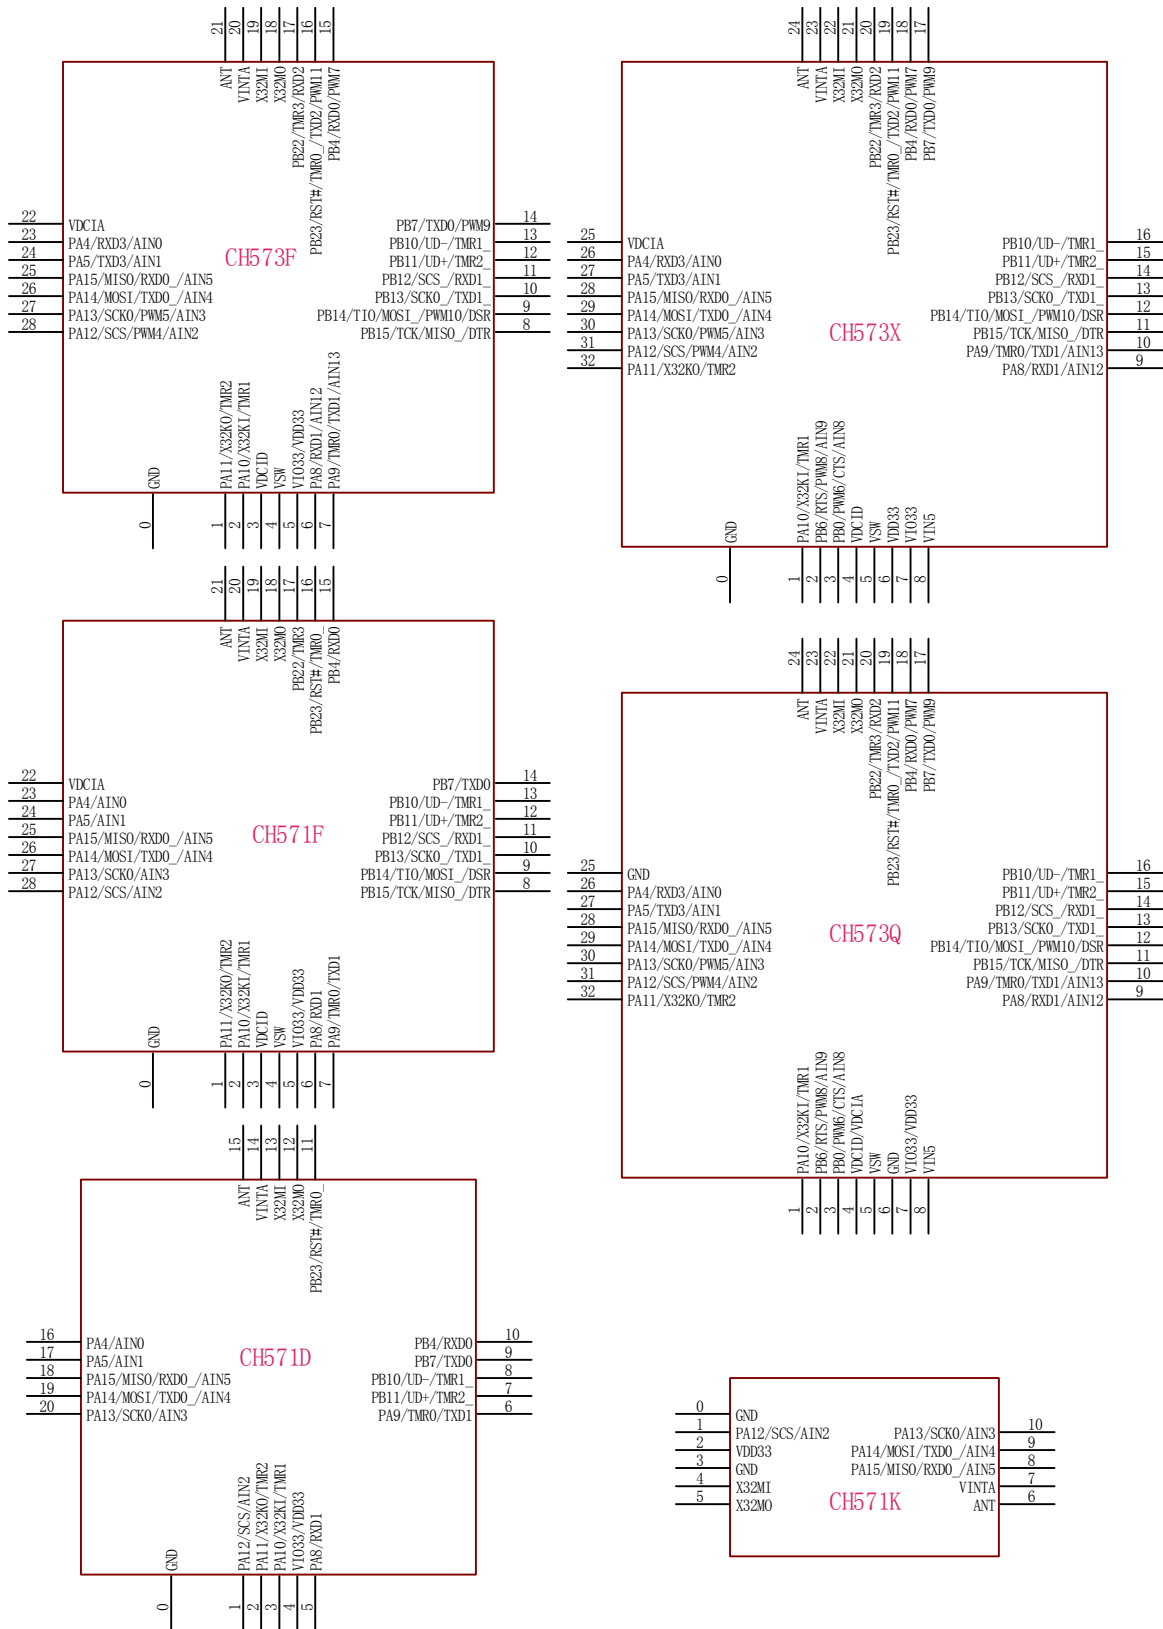 CH573F
21 ANT
20 VINTA
19 X32MI
18 X32MO
17 PB22/TMR3/RXD2
16 PB23/RST#/TMR0_/TXD2/PWM11
15 PB4/RXD0/PWM7
22 VDCIA
23 PA4/RXD3/AIN0
24 PA5/TXD3/AIN1
25 PA15/MISO/RXD0_/AIN5
26 PA14/MOSI/TXD0_/AIN4
27 PA13/SCK0/PWM5/AIN3
28 PA12/SCS/PWM4/AIN2
PB7/TXD0/PWM9 14
PB10/UD-/TMR1_ 13
PB11/UD+/TMR2_ 12
PB12/SCS_/RXD1_ 11
PB13/SCK0_/TXD1_ 10
PB14/TIO/MOSI_/PWM10/DSR 9
PB15/TCK/MISO_/DTR 8
0 GND
1 PA11/X32KO/TMR2
2 PA10/X32KI/TMR1
3 VDCID
4 VSW
5 VIO33/VDD33
6 PA8/RXD1/AIN12
7 PA9/TMR0/TXD1/AIN13
CH573X
24 ANT
23 VINTA
22 X32MI
21 X32MO
20 PB22/TMR3/RXD2
19 PB23/RST#/TMR0_/TXD2/PWM11
18 PB4/RXD0/PWM7
17 PB7/TXD0/PWM9
25 VDCIA
26 PA4/RXD3/AIN0
27 PA5/TXD3/AIN1
28 PA15/MISO/RXD0_/AIN5
29 PA14/MOSI/TXD0_/AIN4
30 PA13/SCK0/PWM5/AIN3
31 PA12/SCS/PWM4/AIN2
32 PA11/X32KO/TMR2
PB10/UD-/TMR1_ 16
PB11/UD+/TMR2_ 15
PB12/SCS_/RXD1_ 14
PB13/SCK0_/TXD1_ 13
PB14/TIO/MOSI_/PWM10/DSR 12
PB15/TCK/MISO_/DTR 11
PA9/TMR0/TXD1/AIN13 10
PA8/RXD1/AIN12 9
0 GND
1 PA10/X32KI/TMR1
2 PB6/RTS/PWM8/AIN9
3 PB0/PWM6/CTS/AIN8
4 VDCID
5 VSW
6 VDD33
7 VIO33
8 VIN5
CH571F
21 ANT
20 VINTA
19 X32MI
18 X32MO
17 PB22/TMR3
16 PB23/RST#/TMR0_
15 PB4/RXD0
22 VDCIA
23 PA4/AIN0
24 PA5/AIN1
25 PA15/MISO/RXD0_/AIN5
26 PA14/MOSI/TXD0_/AIN4
27 PA13/SCK0/AIN3
28 PA12/SCS/AIN2
PB7/TXD0 14
PB10/UD-/TMR1_ 13
PB11/UD+/TMR2_ 12
PB12/SCS_/RXD1_ 11
PB13/SCK0_/TXD1_ 10
PB14/TIO/MOSI_/DSR 9
PB15/TCK/MISO_/DTR 8
0 GND
1 PA11/X32KO/TMR2
2 PA10/X32KI/TMR1
3 VDCID
4 VSW
5 VIO33/VDD33
6 PA8/RXD1
7 PA9/TMR0/TXD1
CH573Q
24 ANT
23 VINTA
22 X32MI
21 X32MO
20 PB22/TMR3/RXD2
19 PB23/RST#/TMR0_/TXD2/PWM11
18 PB4/RXD0/PWM7
17 PB7/TXD0/PWM9
25 GND
26 PA4/RXD3/AIN0
27 PA5/TXD3/AIN1
28 PA15/MISO/RXD0_/AIN5
29 PA14/MOSI/TXD0_/AIN4
30 PA13/SCK0/PWM5/AIN3
31 PA12/SCS/PWM4/AIN2
32 PA11/X32KO/TMR2
PB10/UD-/TMR1_ 16
PB11/UD+/TMR2_ 15
PB12/SCS_/RXD1_ 14
PB13/SCK0_/TXD1_ 13
PB14/TIO/MOSI_/PWM10/DSR 12
PB15/TCK/MISO_/DTR 11
PA9/TMR0/TXD1/AIN13 10
PA8/RXD1/AIN12 9
1 PA10/X32KI/TMR1
2 PB6/RTS/PWM8/AIN9
3 PB0/PWM6/CTS/AIN8
4 VDCID/VDCIA
5 VSW
6 GND
7 VIO33/VDD33
8 VIN5
CH571D
15 ANT
14 VINTA
13 X32MI
12 X32MO
11 PB23/RST#/TMR0_
16 PA4/AIN0
17 PA5/AIN1
18 PA15/MISO/RXD0_/AIN5
19 PA14/MOSI/TXD0_/AIN4
20 PA13/SCK0/AIN3
PB4/RXD0 10
PB7/TXD0 9
PB10/UD-/TMR1_ 8
PB11/UD+/TMR2_ 7
PA9/TMR0/TXD1 6
0 GND
1 PA12/SCS/AIN2
2 PA11/X32KO/TMR2
3 PA10/X32KI/TMR1
4 VIO33/VDD33
5 PA8/RXD1
CH571K
0 GND
1 PA12/SCS/AIN2
2 VDD33
3 GND
4 X32MI
5 X32MO
PA13/SCK0/AIN3 10
PA14/MOSI/TXD0_/AIN4 9
PA15/MISO/RXD0_/AIN5 8
VINTA 7
ANT 6